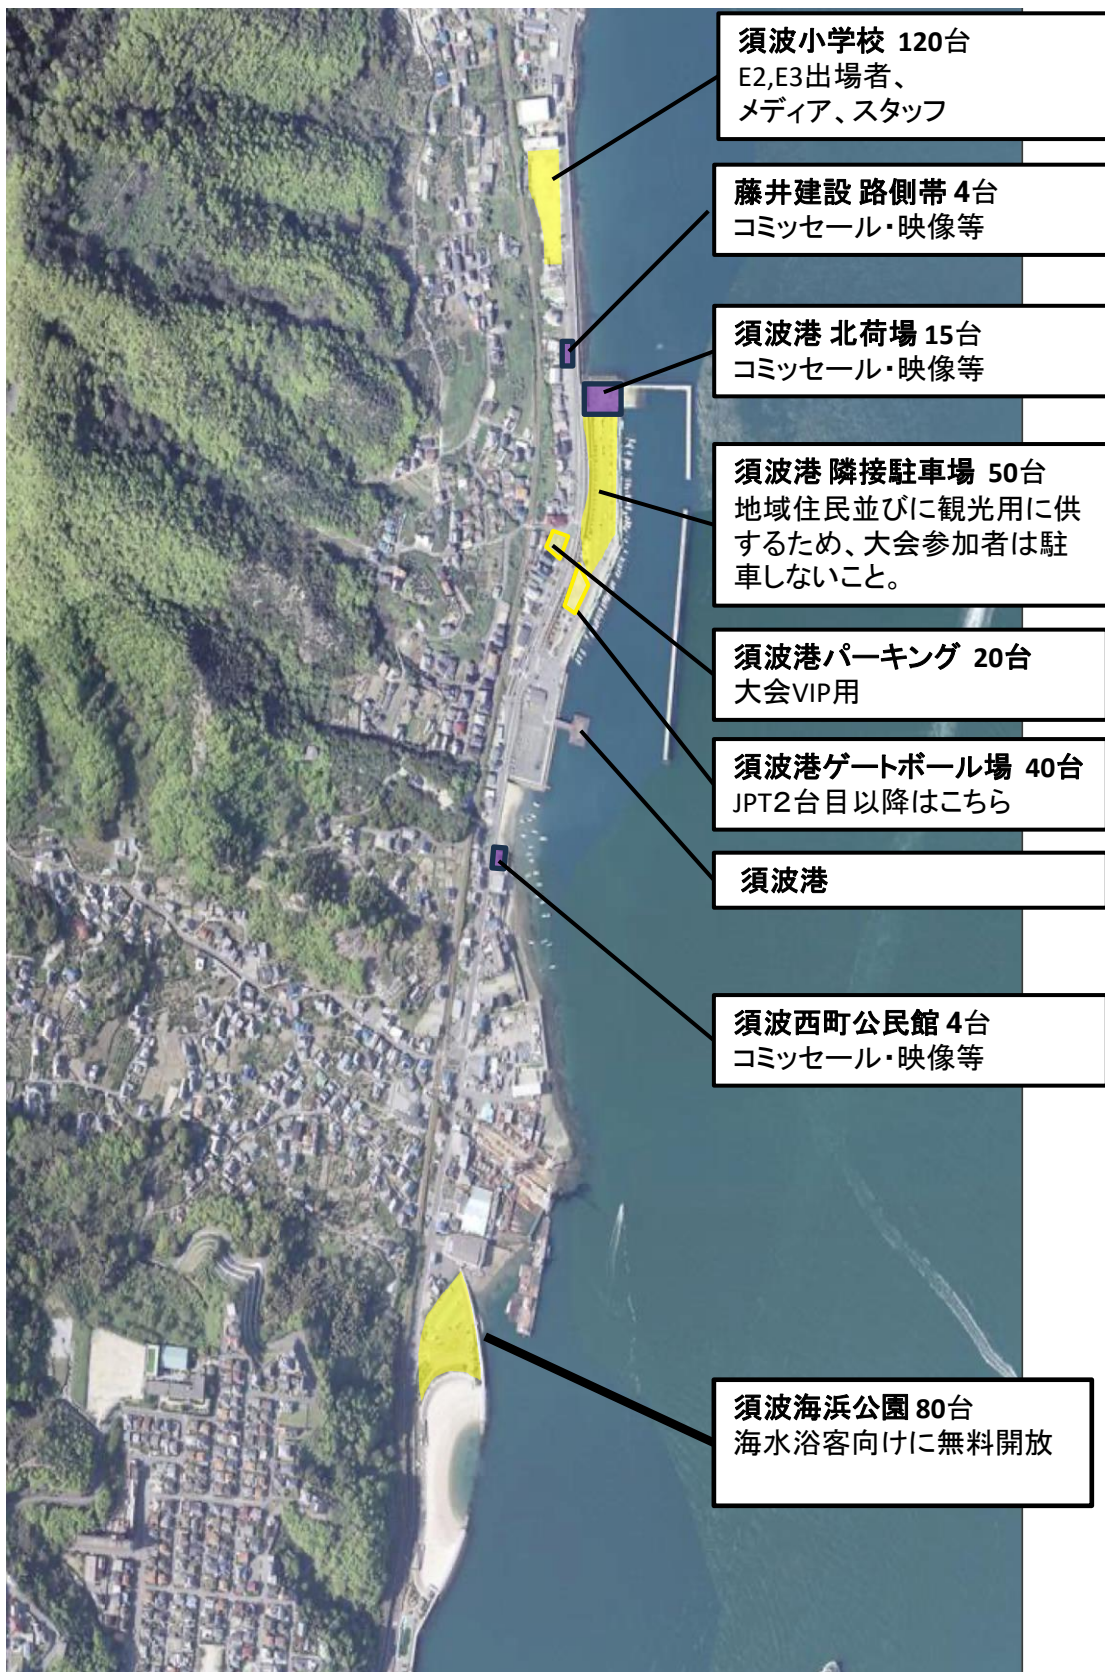 須波小学校 120台
E2,E3出場者、
メディア、スタッフ
藤井建設 路側帯 4台
コミッセール・映像等
須波港 北荷場 15台
コミッセール・映像等
須波港 隣接駐車場 50台
地域住民並びに観光用に供
するため、大会参加者は駐
車しないこと。
須波港パーキング 20台
大会VIP用
須波港ゲートボール場 40台
JPT2台目以降はこちら
須波港
須波西町公民館 4台
コミッセール・映像等
須波海浜公園 80台
海水浴客向けに無料開放